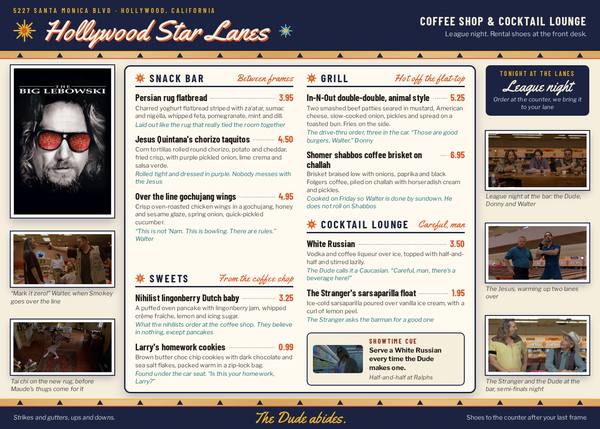 5227 SANTA MONICA BLVD · HOLLYWOOD, CALIFORNIA
Hollywood Star Lanes
COFFEE SHOP & COCKTAIL LOUNGE
League night. Rental shoes at the front desk.
THE
BIG LEBOWSKI
"Mark it zero!" Walter, when Smokey
goes over the line
Tai chi on the new rug, before
Maude's thugs come for it
SNACK BAR
Between frames
Persian rug flatbread 3.95
Charred yoghurt flatbread striped with za'atar, sumac
and nigella, whipped feta, pomegranate, mint and dill.
Laid out like the rug that really tied the room together
Jesus Quintana's chorizo taquitos 4.50
Corn tortillas rolled round chorizo, potato and cheddar,
fried crisp, with purple pickled onion, lime crema and
salsa verde.
Rolled tight and dressed in purple. Nobody messes with
the Jesus
Over the line gochujang wings 4.95
Crisp oven-roasted chicken wings in a gochujang, honey
and sesame glaze, spring onion, quick-pickled
cucumber.
"This is not 'Nam. This is bowling. There are rules."
Walter
SWEETS
From the coffee shop
Nihilist lingonberry Dutch baby 3.25
A puffed oven pancake with lingonberry jam, whipped
crème fraîche, lemon and icing sugar.
What the nihilists order at the coffee shop. They believe
in nothing, except pancakes
Larry's homework cookies 0.99
Brown butter choc chip cookies with dark chocolate and
sea salt flakes, packed warm in a zip-lock bag.
Found under the car seat. "Is this your homework,
Larry?"
GRILL
Hot off the flat-top
In-N-Out double-double, animal style 5.25
Two smashed beef patties seared in mustard, American
cheese, slow-cooked onion, pickles and spread on a
toasted bun. Fries on the side.
The drive-thru order, three in the car. "Those are good
burgers, Walter." Donny
Shomer shabbos coffee brisket on
challah 6.95
Brisket braised low with onions, paprika and black
Folgers coffee, piled on challah with horseradish cream
and pickles.
Cooked on Friday so Walter is done by sundown. He
does not roll on Shabbos
COCKTAIL LOUNGE
Careful, man
White Russian 3.50
Vodka and coffee liqueur over ice, topped with half-and-
half and stirred lazily.
The Dude calls it a Caucasian. "Careful, man, there's a
beverage here!"
The Stranger's sarsaparilla float 1.95
Ice-cold sarsaparilla poured over vanilla ice cream, with a
curl of lemon peel.
The Stranger asks the barman for a good one
SHOWTIME CUE
Serve a White Russian
every time the Dude
makes one.
Half-and-half at Ralphs
TONIGHT AT THE LANES
League night
Order at the counter, we bring it
to your lane
League night at the bar: the Dude,
Donny and Walter
The Jesus, warming up two lanes
over
The Stranger and the Dude at the
bar, semi-finals night
Strikes and gutters, ups and downs.
The Dude abides.
Shoes to the counter after your last frame